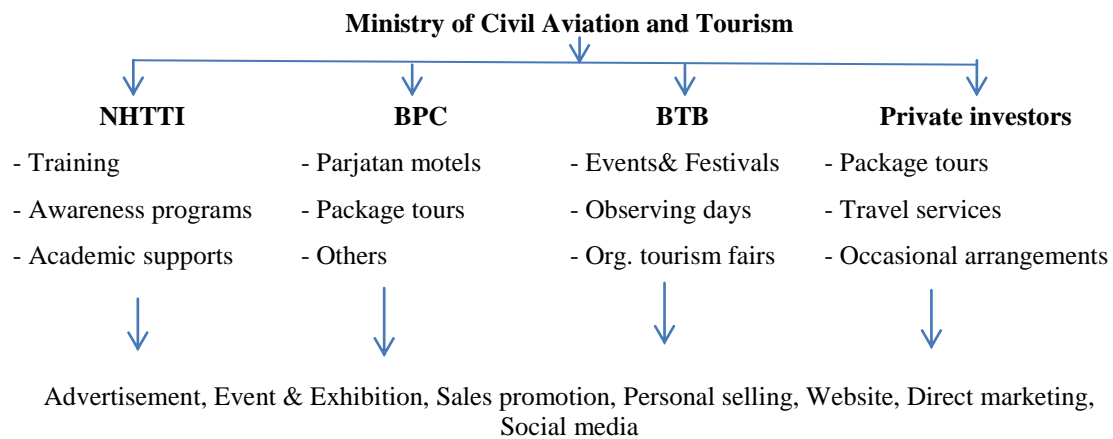 Ministry of Civil Aviation and Tourism
NHTTI BPC BTB Private investors
- Training - Parjatan motels - Events& Festivals - Package tours
- Awareness programs - Package tours - Observing days - Travel services
- Academic supports - Others - Org. tourism fairs - Occasional arrangements
Advertisement, Event & Exhibition, Sales promotion, Personal selling, Website, Direct marketing,
Social media